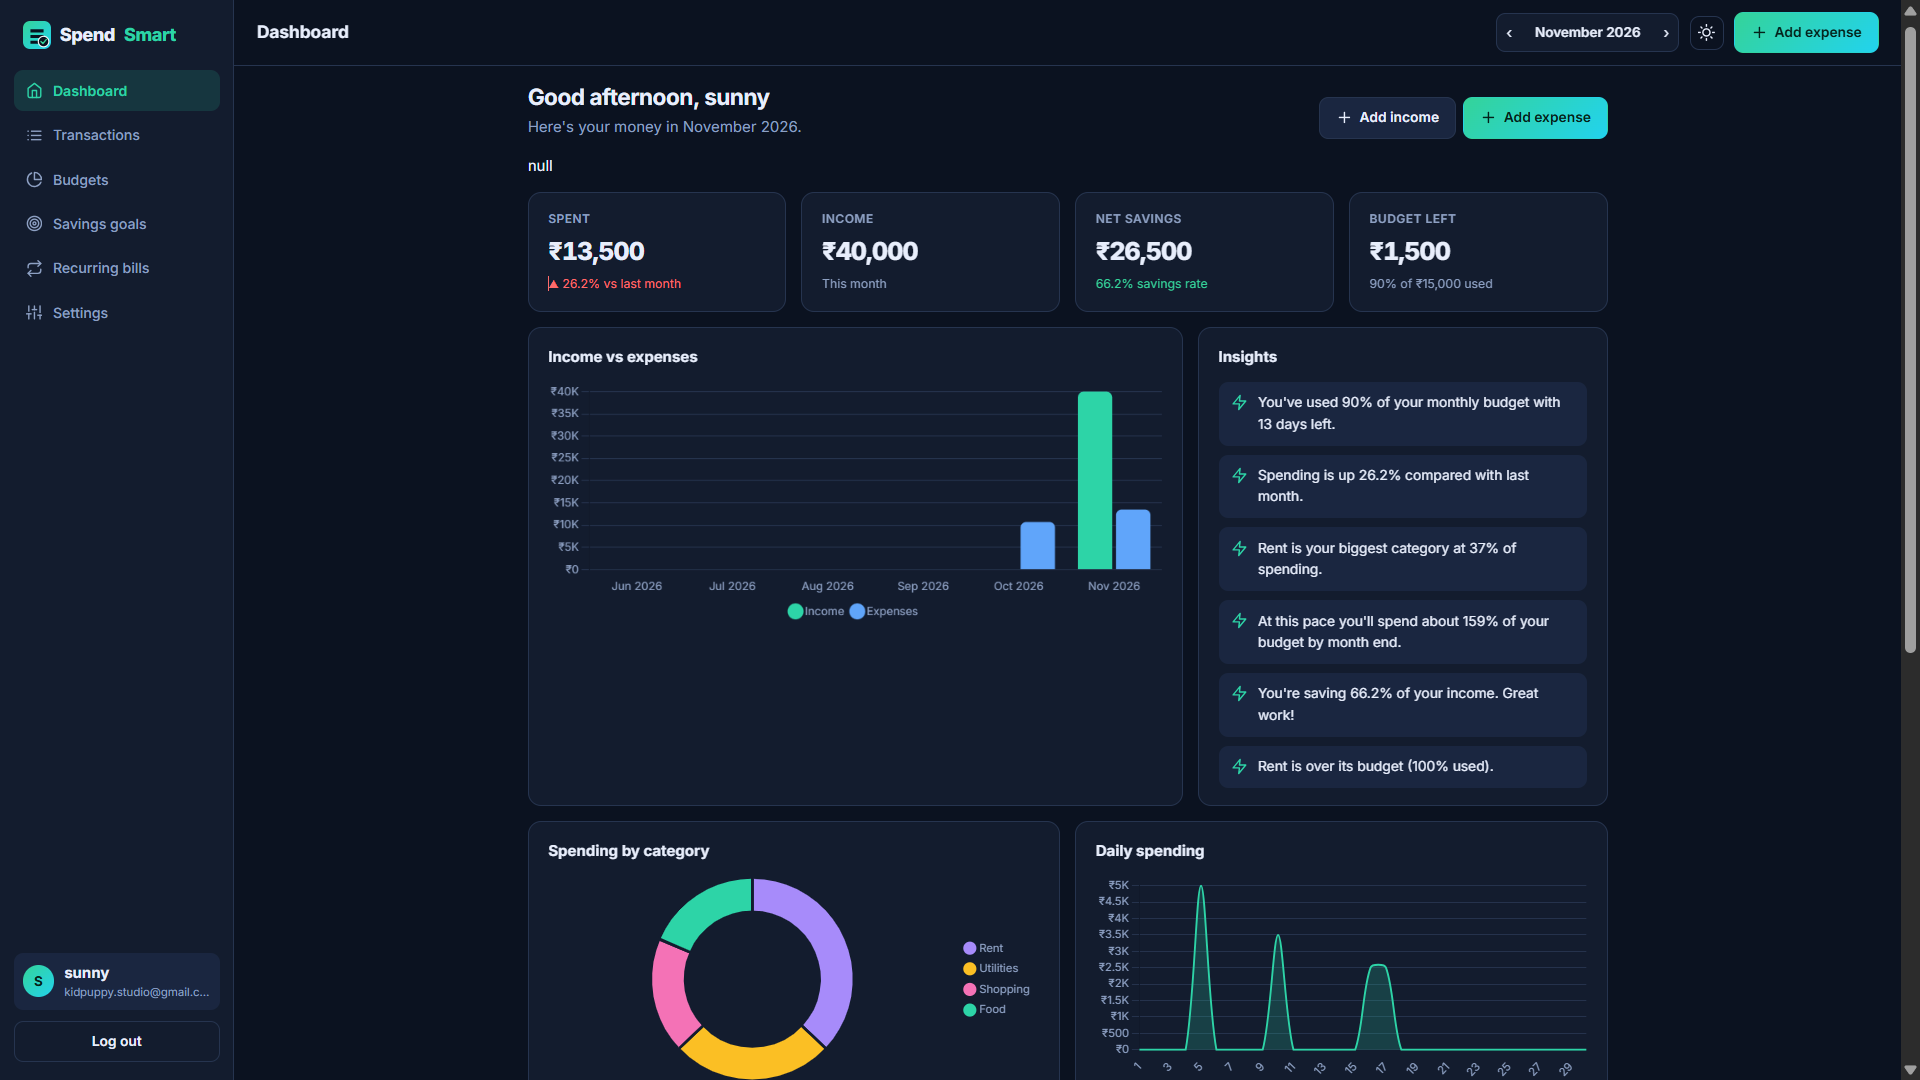 Spend Smart
Dashboard
Transactions
Budgets
Savings goals
Recurring bills
Settings
S
sunny
kidpuppy.studio@gmail.c...
Log out
Dashboard
‹ November 2026 ›
+ Add expense
Good afternoon, sunny
Here's your money in November 2026.
+ Add income
+ Add expense
null
SPENT
₹13,500
▲ 26.2% vs last month
INCOME
₹40,000
This month
NET SAVINGS
₹26,500
66.2% savings rate
BUDGET LEFT
₹1,500
90% of ₹15,000 used
Income vs expenses
₹40K
₹35K
₹30K
₹25K
₹20K
₹15K
₹10K
₹5K
₹0
Jun 2026 Jul 2026 Aug 2026 Sep 2026 Oct 2026 Nov 2026
Income Expenses
Insights
You've used 90% of your monthly budget with
13 days left.
Spending is up 26.2% compared with last
month.
Rent is your biggest category at 37% of
spending.
At this pace you'll spend about 159% of your
budget by month end.
You're saving 66.2% of your income. Great
work!
Rent is over its budget (100% used).
Spending by category
Rent
Utilities
Shopping
Food
Daily spending
₹5K
₹4.5K
₹4K
₹3.5K
₹3K
₹2.5K
₹2K
₹1.5K
₹1K
₹500
₹0
1 3 5 7 9 11 13 15 17 19 21 23 25 27 29